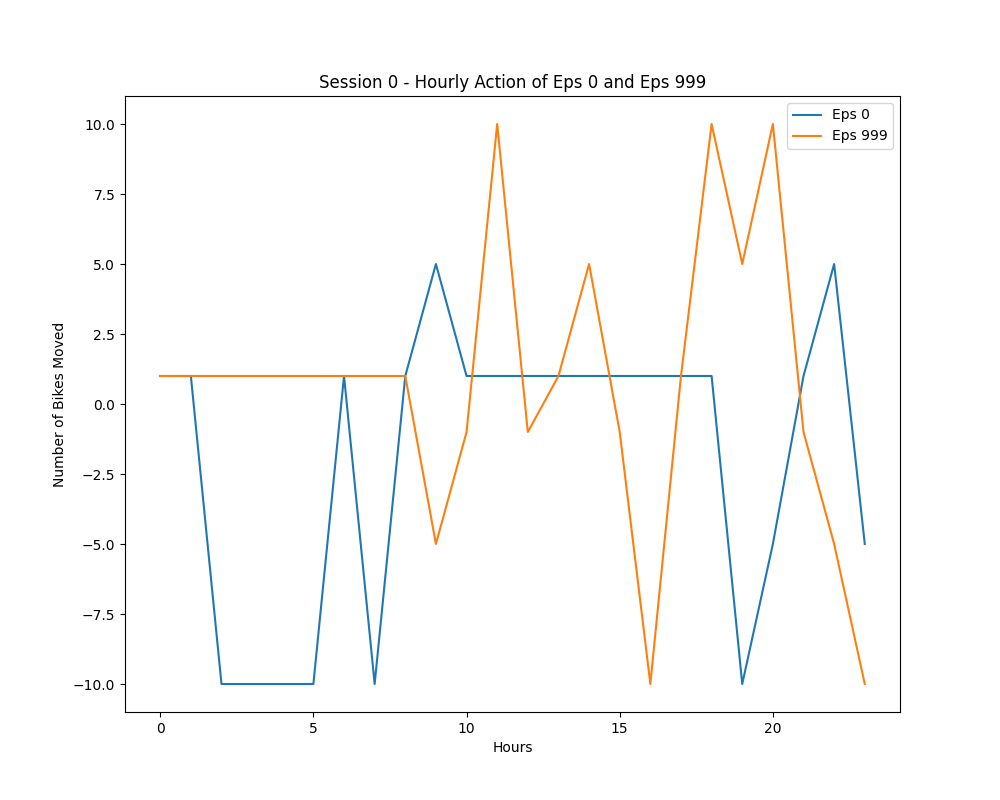 Session 0 - Hourly Action of Eps 0 and Eps 999
Eps 0
Eps 999
10.0
7.5
5.0
2.5
0.0
−2.5
−5.0
−7.5
−10.0
Number of Bikes Moved
0 5 10 15 20
Hours